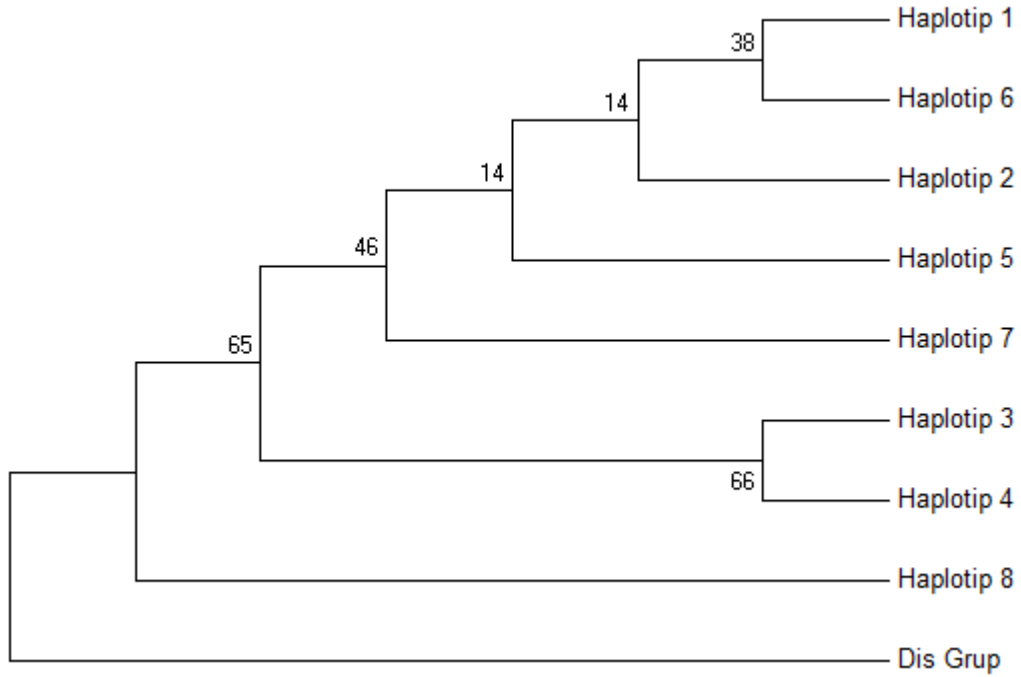 Haplotip 1
38
Haplotip 6
14
Haplotip 2
14
Haplotip 5
46
Haplotip 7
65
Haplotip 3
66
Haplotip 4
Haplotip 8
Dis Grup